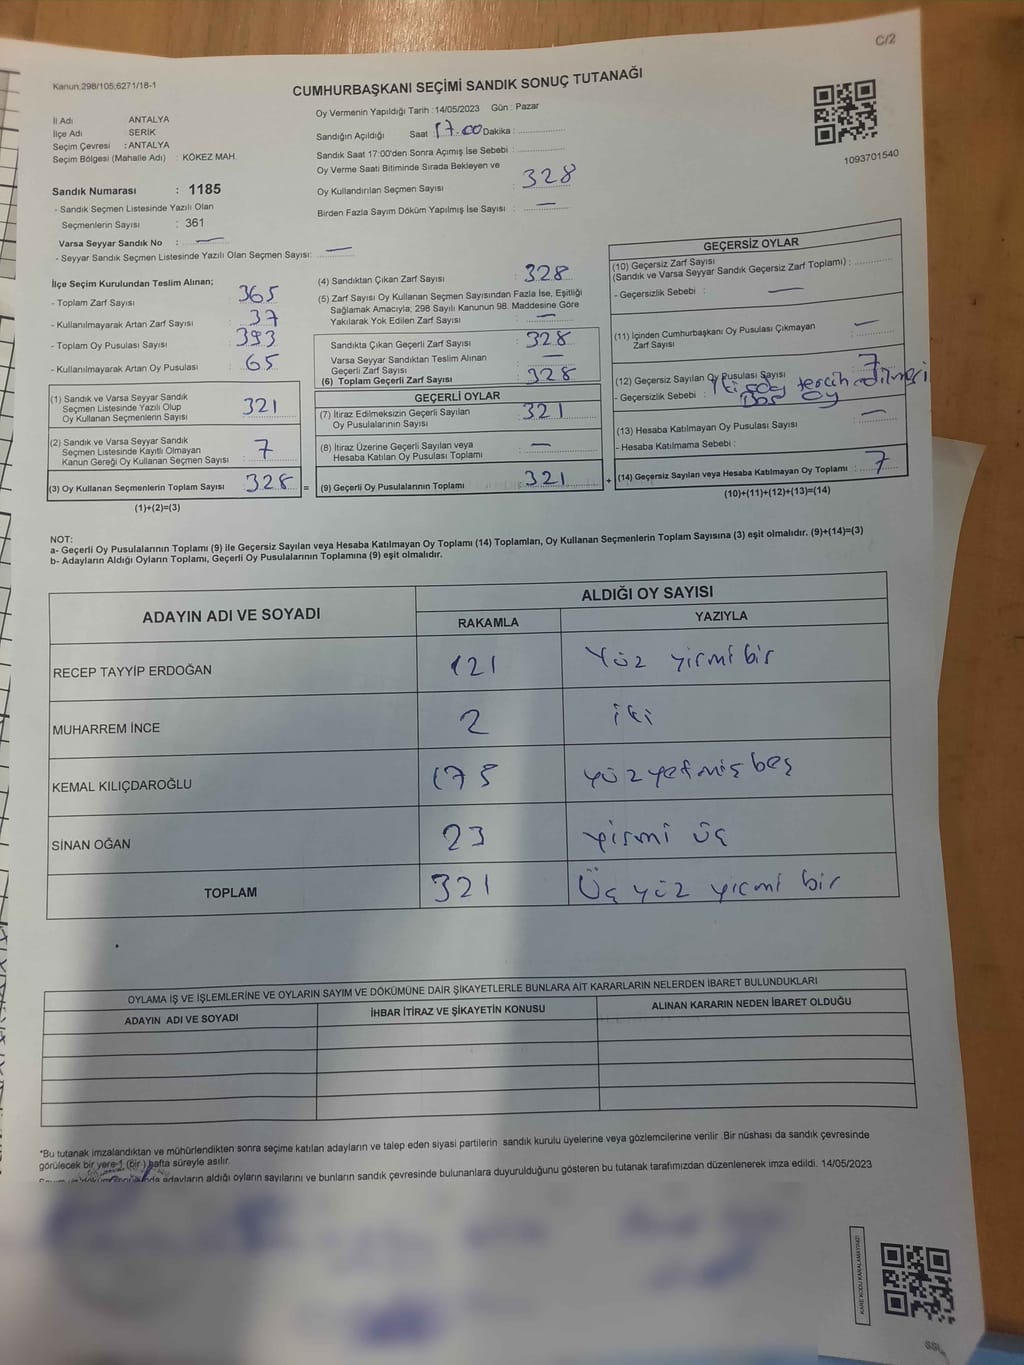 C/2
Kanun:298/105;6271/18-1
CUMHURBAŞKANI SEÇİMİ SANDIK SONUÇ TUTANAĞI
İl Adı ANTALYA
İlçe Adı SERİK
Seçim Çevresi : ANTALYA
Seçim Bölgesi (Mahalle Adı) : KÖKEZ MAH.
Sandık Numarası : 1185
- Sandık Seçmen Listesinde Yazılı Olan
Seçmenlerin Sayısı : 361
Varsa Seyyar Sandık No : —
- Seyyar Sandık Seçmen Listesinde Yazılı Olan Seçmen Sayısı: —
Oy Vermenin Yapıldığı Tarih : 14/05/2023 Gün : Pazar
Sandığın Açıldığı Saat : 17.00 Dakika :
Sandık Saat 17:00'den Sonra Açımış İse Sebebi :
Oy Verme Saati Bitiminde Sırada Bekleyen ve
Oy Kullandırılan Seçmen Sayısı : 328
Birden Fazla Sayım Döküm Yapılmış İse Sayısı : —
1093701540
İlçe Seçim Kurulundan Teslim Alınan;
- Toplam Zarf Sayısı : 365
- Kullanılmayarak Artan Zarf Sayısı : 37
- Toplam Oy Pusulası Sayısı : 393
- Kullanılmayarak Artan Oy Pusulası : 65
(1) Sandık ve Varsa Seyyar Sandık
Seçmen Listesinde Yazılı Olup
Oy Kullanan Seçmenlerin Sayısı : 321
(2) Sandık ve Varsa Seyyar Sandık
Seçmen Listesinde Kayıtlı Olmayan
Kanun Gereği Oy Kullanan Seçmen Sayısı : 7
(3) Oy Kullanan Seçmenlerin Toplam Sayısı : 328 =
(1)+(2)=(3)
(4) Sandıktan Çıkan Zarf Sayısı : 328
(5) Zarf Sayısı Oy Kullanan Seçmen Sayısından Fazla İse, Eşitliği
Sağlamak Amacıyla; 298 Sayılı Kanunun 98. Maddesine Göre
Yakılarak Yok Edilen Zarf Sayısı : —
Sandıkta Çıkan Geçerli Zarf Sayısı : 328
Varsa Seyyar Sandıktan Teslim Alınan
Geçerli Zarf Sayısı : —
(6) Toplam Geçerli Zarf Sayısı : 328
GEÇERLİ OYLAR
(7) İtiraz Edilmeksizin Geçerli Sayılan
Oy Pusulasının Sayısı : 321
(8) İtiraz Üzerine Geçerli Sayılan veya
Hesaba Katılan Oy Pusulası Toplamı : —
(9) Geçerli Oy Pusulalarının Toplamı : 321 +
GEÇERSİZ OYLAR
(10) Geçersiz Zarf Sayısı
(Sandık ve Varsa Seyyar Sandık Geçersiz Zarf Toplamı) :
- Geçersizlik Sebebi : —
(11) İçinden Cumhurbaşkanı Oy Pusulası Çıkmayan
Zarf Sayısı : —
(12) Geçersiz Sayılan Oy Pusulası Sayısı : 7
- Geçersizlik Sebebi : İki tercih edilmesi
Boş oy
(13) Hesaba Katılmayan Oy Pusulası Sayısı : —
- Hesaba Katılmama Sebebi :
(14) Geçersiz Sayılan veya Hesaba Katılmayan Oy Toplamı : 7
(10)+(11)+(12)+(13)=(14)
NOT:
a- Geçerli Oy Pusulalarının Toplamı (9) ile Geçersiz Sayılan veya Hesaba Katılmayan Oy Toplamı (14) Toplamları, Oy Kullanan Seçmenlerin Toplam Sayısına (3) eşit olmalıdır. (9)+(14)=(3)
b- Adayların Aldığı Oyların Toplamı, Geçerli Oy Pusulalarının Toplamına (9) eşit olmalıdır.
ADAYIN ADI VE SOYADI ALDIĞI OY SAYISI
RAKAMLA YAZIYLA
RECEP TAYYİP ERDOĞAN 121 Yüz yirmi bir
MUHARREM İNCE 2 iki
KEMAL KILIÇDAROĞLU 175 yüz yetmiş beş
SİNAN OĞAN 23 yirmi üç
TOPLAM 321 Üç yüz yirmi bir
OYLAMA İŞ VE İŞLEMLERİNE VE OYLARIN SAYIM VE DÖKÜMÜNE DAİR ŞİKAYETLERLE BUNLARA AİT KARARLARIN NELERDEN İBARET BULUNDUKLARI
ADAYIN ADI VE SOYADI İHBAR İTİRAZ VE ŞİKAYETİN KONUSU ALINAN KARARIN NEDEN İBARET OLDUĞU
*Bu tutanak imzalandıktan ve mühürlendikten sonra seçime katılan adayların ve talep eden siyasi partilerin sandık kurulu üyelerine veya gözlemcilerine verilir .Bir nüshası da sandık çevresinde
görülecek bir yere 1 (Bir ) hafta süreyle asılır.
adayların aldığı oyların sayılarını ve bunların sandık çevresinde bulunanlara duyurulduğunu gösteren bu tutanak tarafımızdan düzenlenerek imza edildi. 14/05/2023
KARE KODU KARALAMAYINIZ!